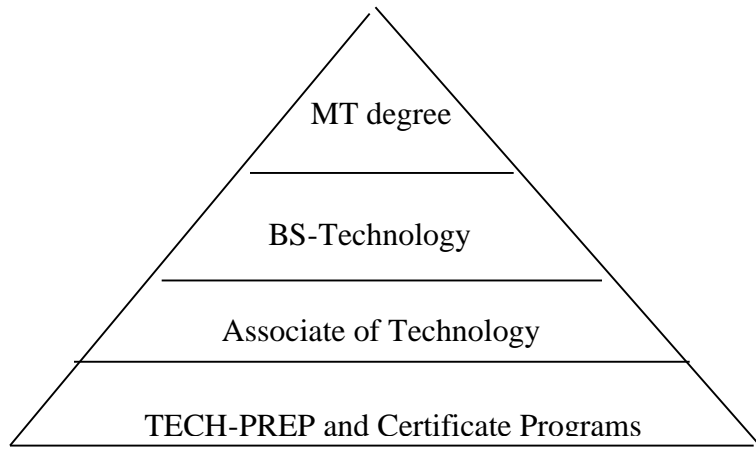 MT degree
BS-Technology
Associate of Technology
TECH-PREP and Certificate Programs